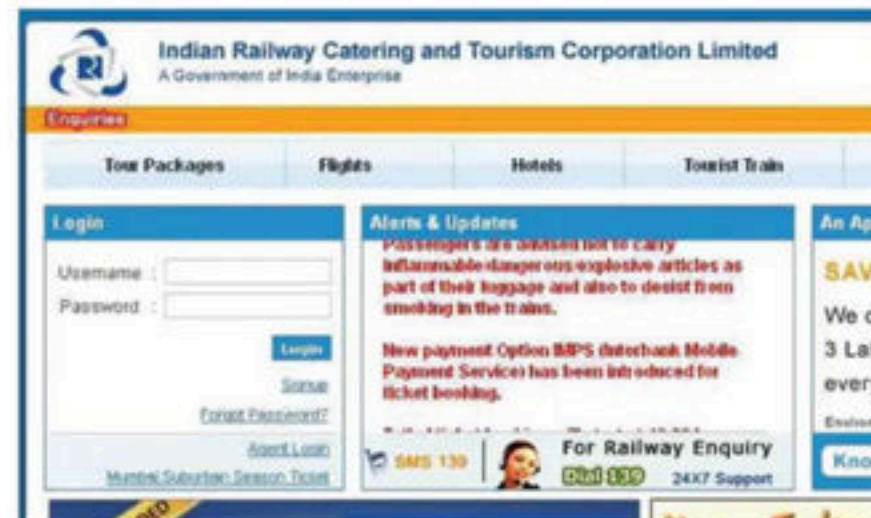 Indian Railway Catering and Tourism Corporation Limited
A Government of India Enterprise
Enquiries
Tour Packages Flights Hotels Tourist Train
Login
Username :
Password :
Login
Signup
Forgot Password?
Agent Login
Mumbai Suburban Season Ticket
Alerts & Updates
Passengers are advised not to carry
inflammable/dangerous/explosive articles as
part of their luggage and also to desist from
smoking in the trains.
New payment Option IMPS (Interbank Mobile
Payment Service) has been introduced for
ticket booking.
SMS 139
For Railway Enquiry
Dial 139
24X7 Support
An Ap
SAV
We
3 La
ever
Kno